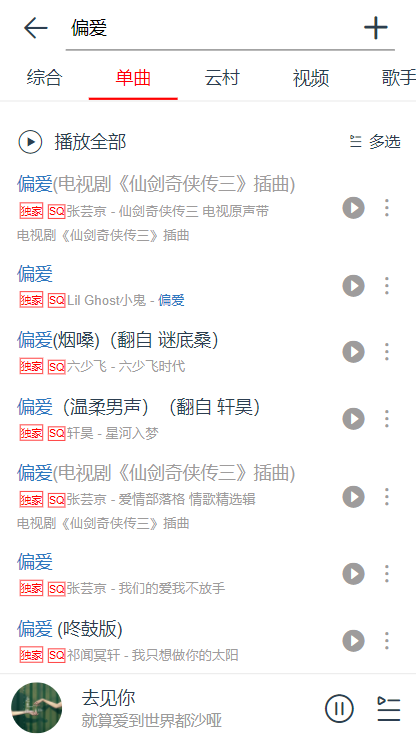 偏爱
综合 单曲 云村 视频 歌手
播放全部 多选
偏爱(电视剧《仙剑奇侠传三》插曲)
独家 SQ 张芸京 - 仙剑奇侠传三 电视原声带
电视剧《仙剑奇侠传三》插曲
偏爱
独家 SQ Lil Ghost小鬼 - 偏爱
偏爱(烟嗓)（翻自 谜底桑）
独家 SQ 六少飞 - 六少飞时代
偏爱（温柔男声）（翻自 轩昊）
独家 SQ 轩昊 - 星河入梦
偏爱(电视剧《仙剑奇侠传三》插曲)
独家 SQ 张芸京 - 爱情部落格 情歌精选辑
电视剧《仙剑奇侠传三》插曲
偏爱
独家 SQ 张芸京 - 我们的爱我不放手
偏爱 (咚鼓版)
独家 SQ 祁闻冥轩 - 我只想做你的太阳
去见你
就算爱到世界都沙哑